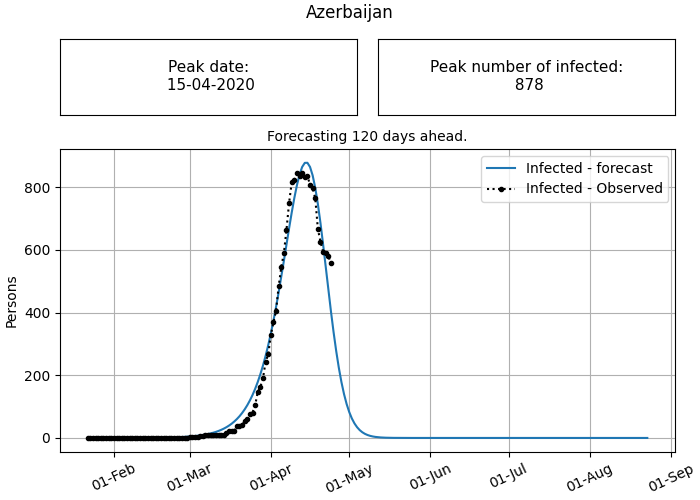 Azerbaijan
Peak date:
15-04-2020
Peak number of infected:
878
Forecasting 120 days ahead.
Infected - forecast
Infected - Observed
Persons
800
600
400
200
0
01-Feb
01-Mar
01-Apr
01-May
01-Jun
01-Jul
01-Aug
01-Sep